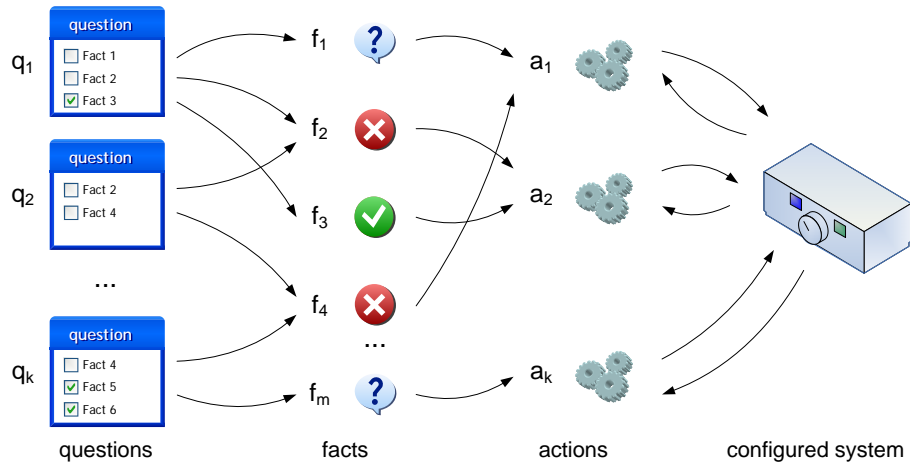 question
q1
Fact 1
Fact 2
Fact 3
question
q2
Fact 2
Fact 4
...
question
qk
Fact 4
Fact 5
Fact 6
questions
f1
?
f2
f3
f4
...
fm
?
facts
a1
a2
ak
actions
configured system